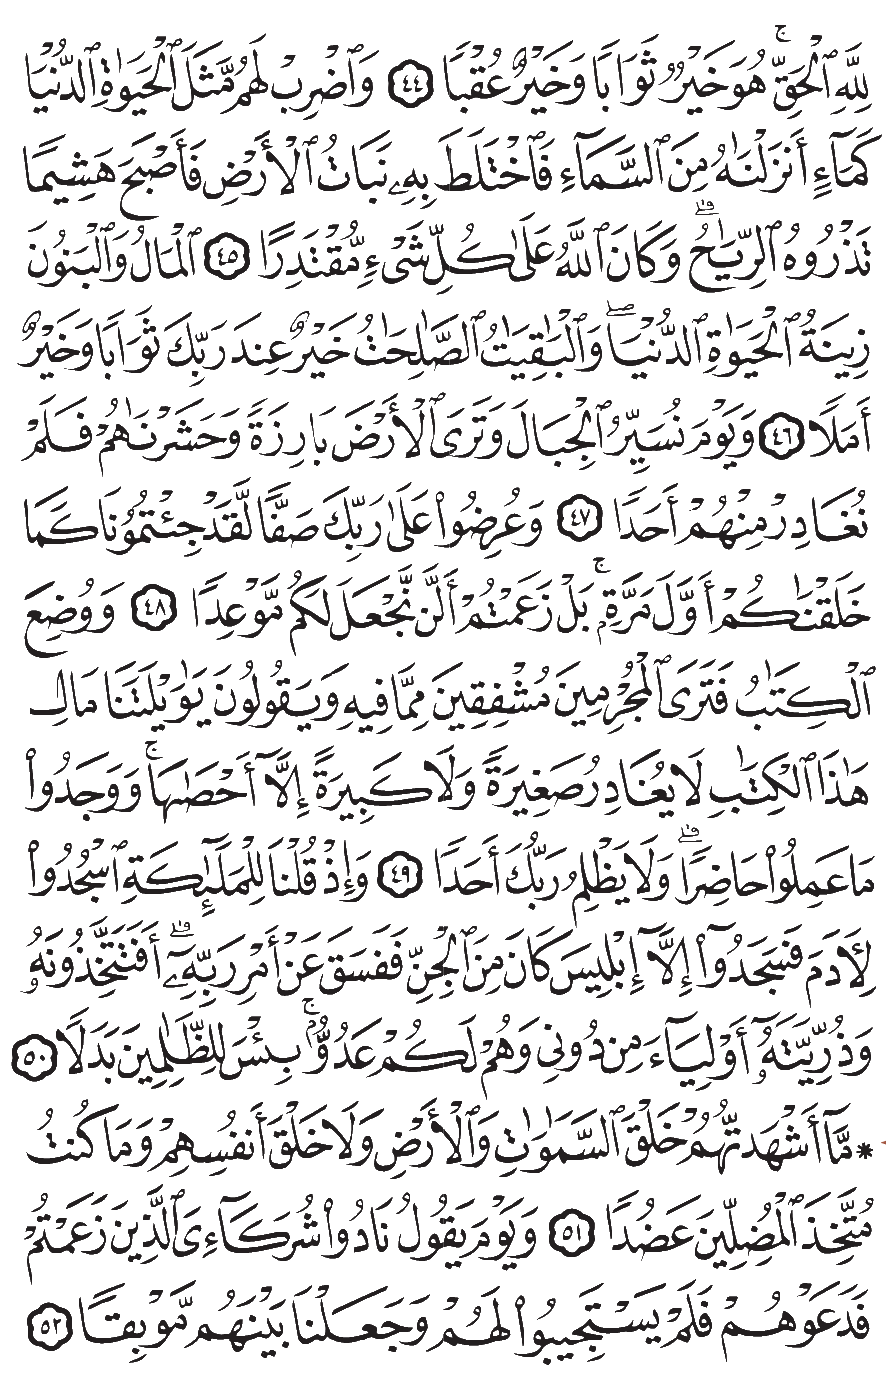 لِلَّهِ ٱلْحَقِّۚ هُوَ خَيْرٌ ثَوَابًا وَخَيْرٌ عُقْبًا ٤٤ وَٱضْرِبْ لَهُم مَّثَلَ ٱلْحَيَوٰةِ ٱلدُّنْيَا
كَمَآءٍ أَنزَلْنَٰهُ مِنَ ٱلسَّمَآءِ فَٱخْتَلَطَ بِهِۦ نَبَاتُ ٱلْأَرْضِ فَأَصْبَحَ هَشِيمًا
تَذْرُوهُ ٱلرِّيَٰحُۗ وَكَانَ ٱللَّهُ عَلَىٰ كُلِّ شَىْءٍ مُّقْتَدِرًا ٤٥ ٱلْمَالُ وَٱلْبَنُونَ
زِينَةُ ٱلْحَيَوٰةِ ٱلدُّنْيَاۖ وَٱلْبَٰقِيَٰتُ ٱلصَّٰلِحَٰتُ خَيْرٌ عِندَ رَبِّكَ ثَوَابًا وَخَيْرٌ
أَمَلًا ٤٦ وَيَوْمَ نُسَيِّرُ ٱلْجِبَالَ وَتَرَى ٱلْأَرْضَ بَارِزَةً وَحَشَرْنَٰهُمْ فَلَمْ
نُغَادِرْ مِنْهُمْ أَحَدًا ٤٧ وَعُرِضُوا۟ عَلَىٰ رَبِّكَ صَفًّا لَّقَدْ جِئْتُمُونَا كَمَا
خَلَقْنَٰكُمْ أَوَّلَ مَرَّةٍۭۚ بَلْ زَعَمْتُمْ أَلَّن نَّجْعَلَ لَكُم مَّوْعِدًا ٤٨ وَوُضِعَ
ٱلْكِتَٰبُ فَتَرَى ٱلْمُجْرِمِينَ مُشْفِقِينَ مِمَّا فِيهِ وَيَقُولُونَ يَٰوَيْلَتَنَا مَالِ
هَٰذَا ٱلْكِتَٰبِ لَا يُغَادِرُ صَغِيرَةً وَلَا كَبِيرَةً إِلَّآ أَحْصَىٰهَاۚ وَوَجَدُوا۟
مَا عَمِلُوا۟ حَاضِرًاۗ وَلَا يَظْلِمُ رَبُّكَ أَحَدًا ٤٩ وَإِذْ قُلْنَا لِلْمَلَٰٓئِكَةِ ٱسْجُدُوا۟
لِءَادَمَ فَسَجَدُوٓا۟ إِلَّآ إِبْلِيسَ كَانَ مِنَ ٱلْجِنِّ فَفَسَقَ عَنْ أَمْرِ رَبِّهِۦٓۗ أَفَتَتَّخِذُونَهُۥ
وَذُرِّيَّتَهُۥٓ أَوْلِيَآءَ مِن دُونِى وَهُمْ لَكُمْ عَدُوٌّۢۚ بِئْسَ لِلظَّٰلِمِينَ بَدَلًا ٥٠
۞ مَّآ أَشْهَدتُّهُمْ خَلْقَ ٱلسَّمَٰوَٰتِ وَٱلْأَرْضِ وَلَا خَلْقَ أَنفُسِهِمْ وَمَا كُنتُ
مُتَّخِذَ ٱلْمُضِلِّينَ عَضُدًا ٥١ وَيَوْمَ يَقُولُ نَادُوا۟ شُرَكَآءِىَ ٱلَّذِينَ زَعَمْتُمْ
فَدَعَوْهُمْ فَلَمْ يَسْتَجِيبُوا۟ لَهُمْ وَجَعَلْنَا بَيْنَهُم مَّوْبِقًا ٥٢